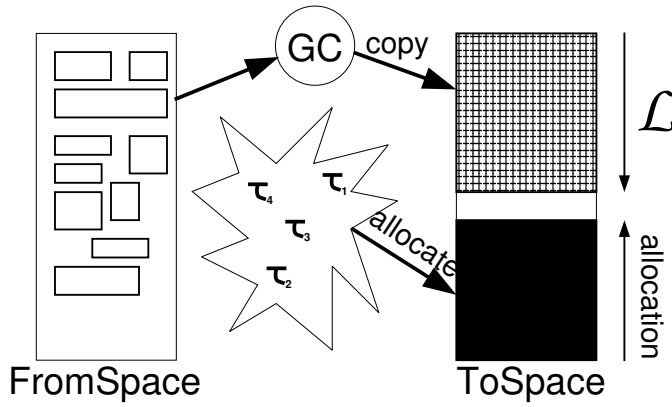 GC
copy
ℒ
τ1
τ4
τ3
τ2
allocate
allocation
FromSpace
ToSpace